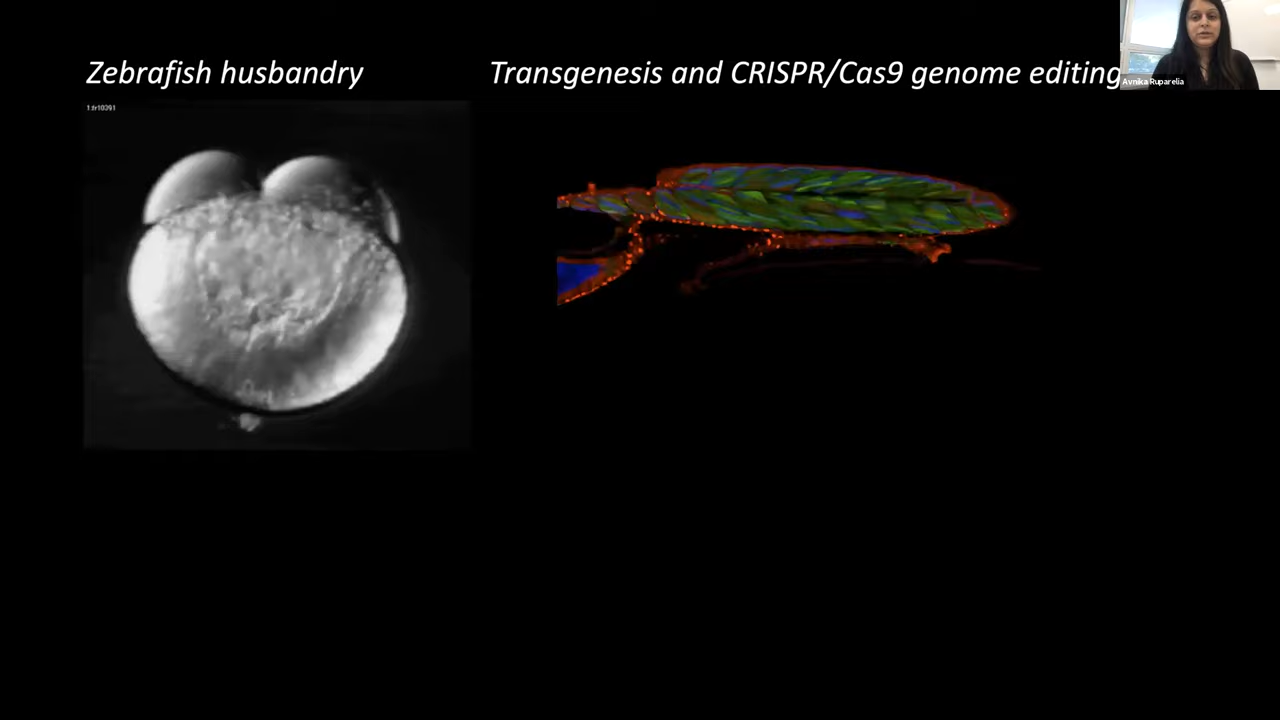 Zebrafish husbandry
Transgenesis and CRISPR/Cas9 genome editing
Avnika Ruparelia